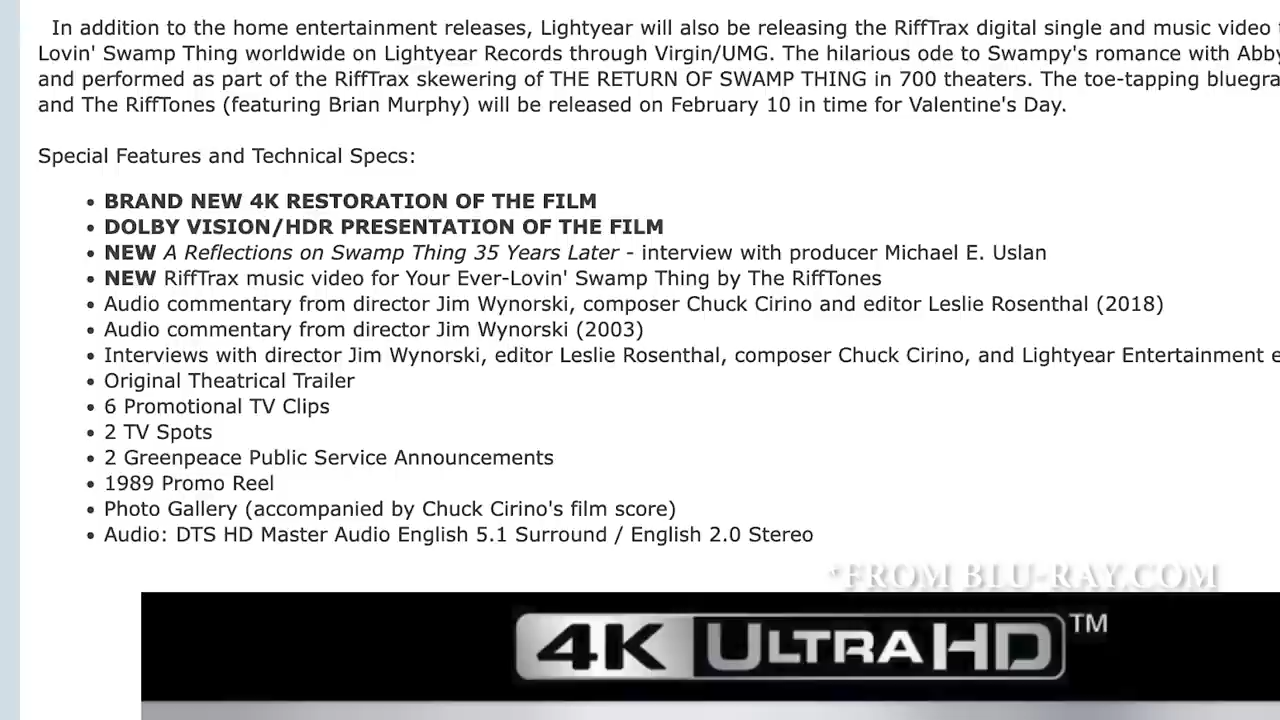 In addition to the home entertainment releases, Lightyear will also be releasing the RiffTrax digital single and music video
Lovin' Swamp Thing worldwide on Lightyear Records through Virgin/UMG. The hilarious ode to Swampy's romance with Abby
and performed as part of the RiffTrax skewering of THE RETURN OF SWAMP THING in 700 theaters. The toe-tapping bluegra
and The RiffTones (featuring Brian Murphy) will be released on February 10 in time for Valentine's Day.
Special Features and Technical Specs:
• BRAND NEW 4K RESTORATION OF THE FILM
• DOLBY VISION/HDR PRESENTATION OF THE FILM
• NEW A Reflections on Swamp Thing 35 Years Later - interview with producer Michael E. Uslan
• NEW RiffTrax music video for Your Ever-Lovin' Swamp Thing by The RiffTones
• Audio commentary from director Jim Wynorski, composer Chuck Cirino and editor Leslie Rosenthal (2018)
• Audio commentary from director Jim Wynorski (2003)
• Interviews with director Jim Wynorski, editor Leslie Rosenthal, composer Chuck Cirino, and Lightyear Entertainment e
• Original Theatrical Trailer
• 6 Promotional TV Clips
• 2 TV Spots
• 2 Greenpeace Public Service Announcements
• 1989 Promo Reel
• Photo Gallery (accompanied by Chuck Cirino's film score)
• Audio: DTS HD Master Audio English 5.1 Surround / English 2.0 Stereo
*FROM BLU-RAY.COM
4K ULTRA HD™